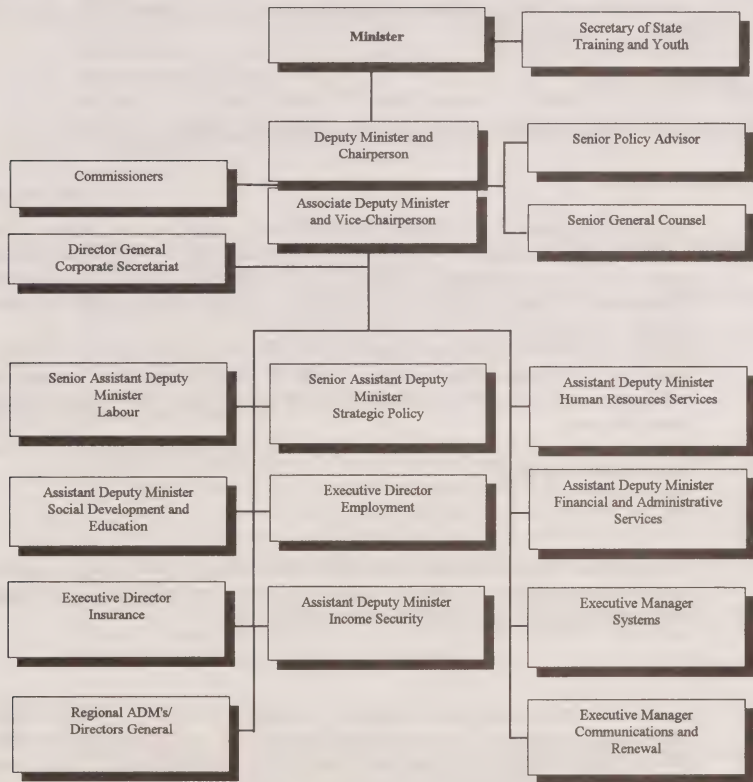 Minister
Secretary of State
Training and Youth
Deputy Minister and
Chairperson
Senior Policy Advisor
Commissioners
Associate Deputy Minister
and Vice-Chairperson
Senior General Counsel
Director General
Corporate Secretariat
Senior Assistant Deputy
Minister
Labour
Senior Assistant Deputy
Minister
Strategic Policy
Assistant Deputy Minister
Human Resources Services
Assistant Deputy Minister
Social Development and
Education
Executive Director
Employment
Assistant Deputy Minister
Financial and Administrative
Services
Executive Director
Insurance
Assistant Deputy Minister
Income Security
Executive Manager
Systems
Regional ADM's/
Directors General
Executive Manager
Communications and
Renewal